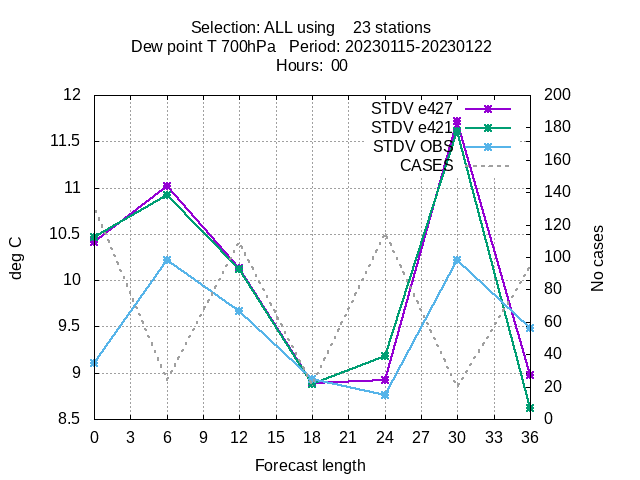 Selection: ALL using    23 stations
Dew point T 700hPa   Period: 20230115-20230122
Hours:  00
STDV e427
STDV e421
STDV OBS
CASES
12
11.5
11
10.5
10
9.5
9
8.5
deg C
200
180
160
140
120
100
80
60
40
20
0
No cases
0 3 6 9 12 15 18 21 24 27 30 33 36
Forecast length